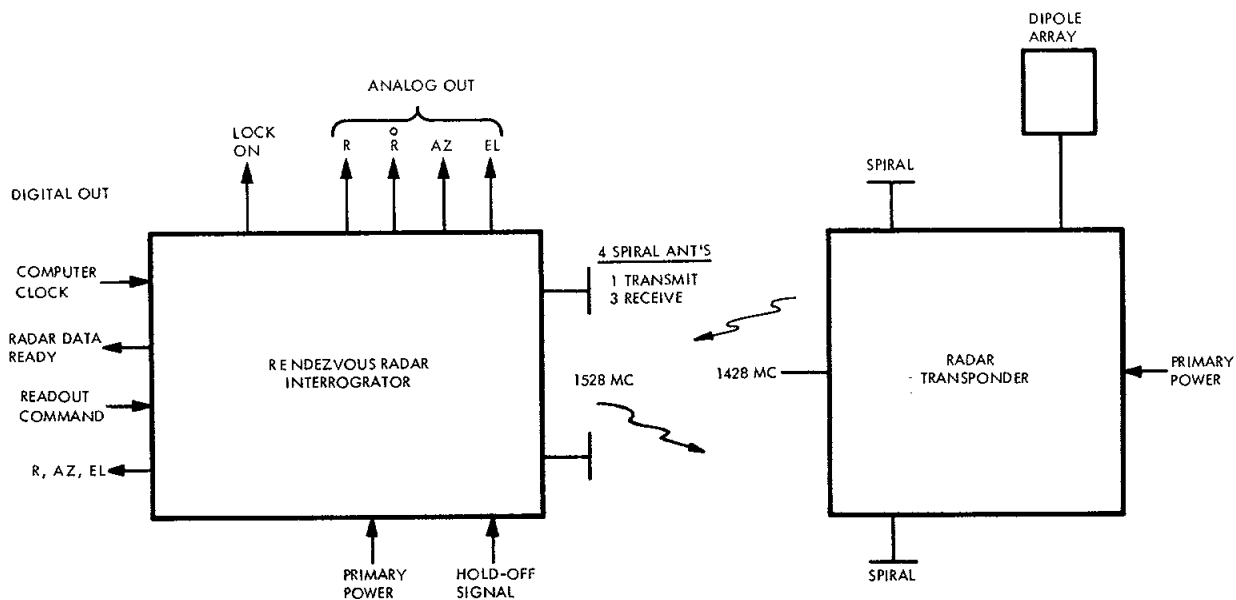 DIPOLE
ARRAY
ANALOG OUT
LOCK
ON
R
R̊
AZ
EL
SPIRAL
DIGITAL OUT
4 SPIRAL ANT'S
1 TRANSMIT
3 RECEIVE
COMPUTER
CLOCK
RADAR DATA
READY
RENDEZVOUS RADAR
INTERROGRATOR
1528 MC
1428 MC
RADAR
TRANSPONDER
PRIMARY
POWER
READOUT
COMMAND
R, AZ, EL
PRIMARY
POWER
HOLD-OFF
SIGNAL
SPIRAL